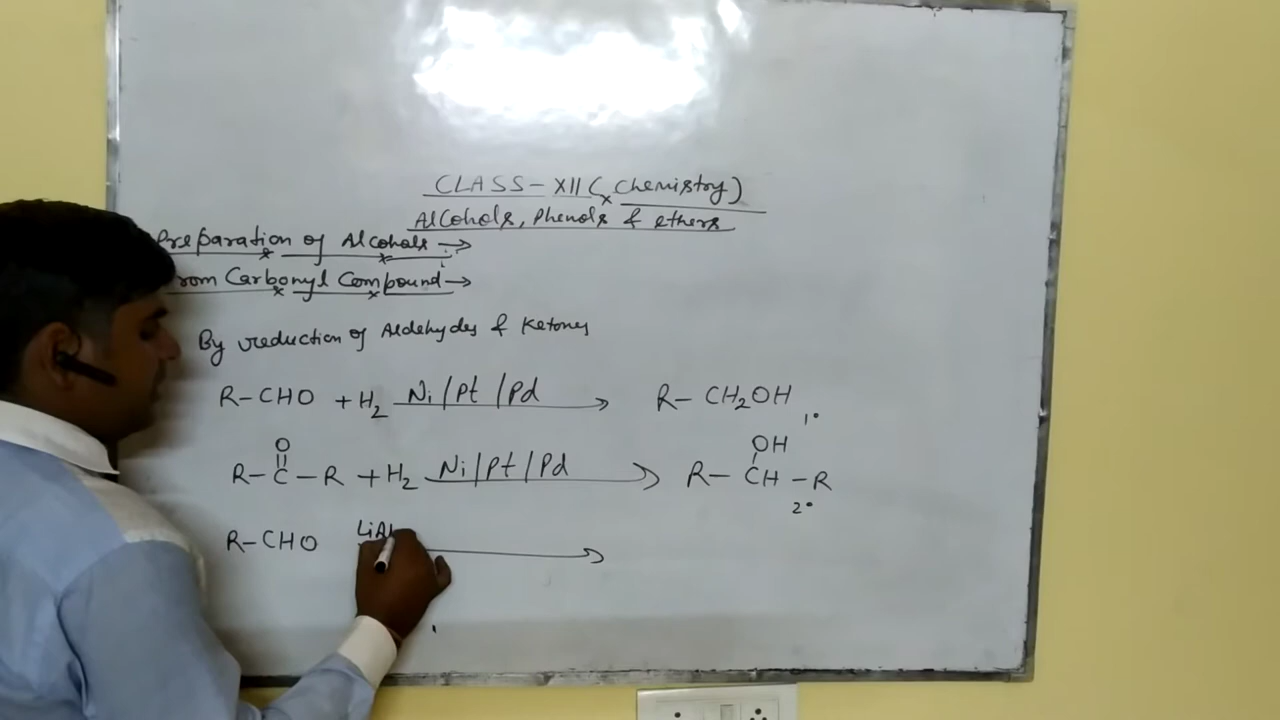 CLASS-XII (Chemistry)
Alcohols, Phenols & ethers
Preparation of Alcohols →
rom Carbonyl Compound →
By reduction of Aldehydes & Ketones
R-CHO + H₂ Ni/Pt/Pd → R-CH₂OH 1°
O OH
R-C-R + H₂ Ni/Pt/Pd → R-CH-R
2°
R-CHO LiAl →